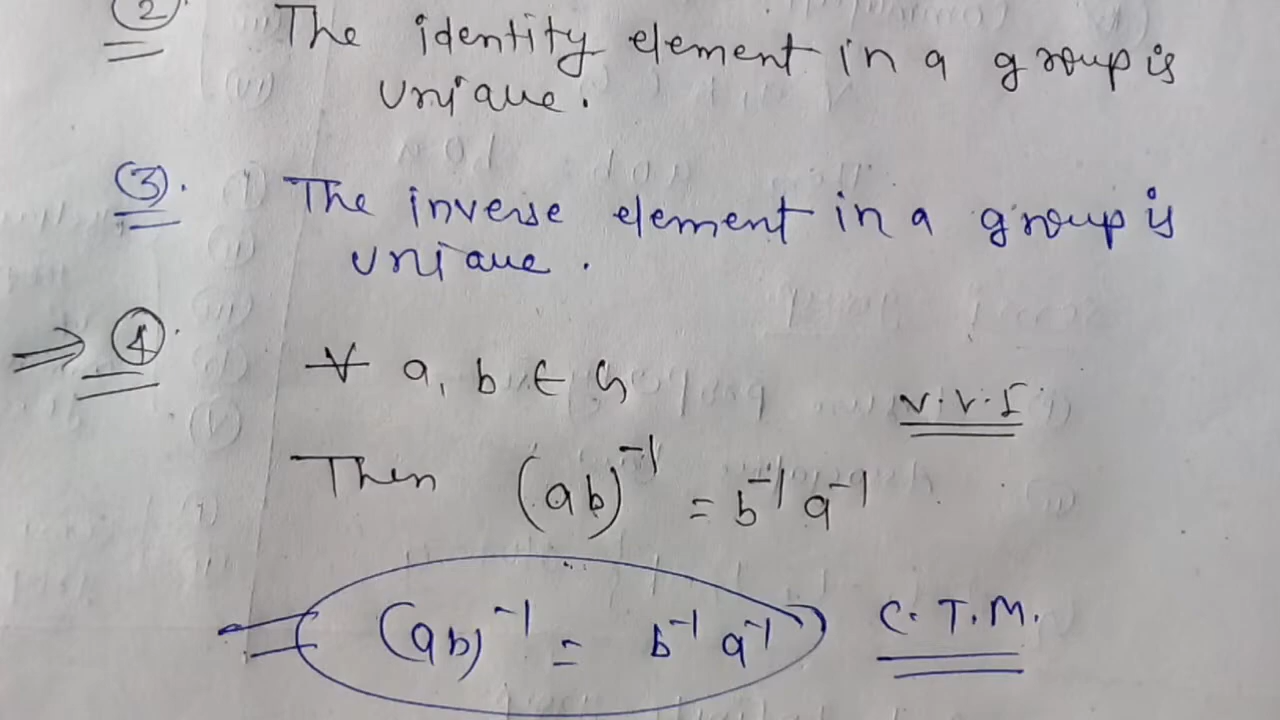 (2) The identity element in a group is
unique.
(3). The inverse element in a group is
unique.
⇒ (4). ∀ a, b ∈ G
V.V.I
Then (ab)⁻¹ = b⁻¹ a⁻¹
(ab)⁻¹ = b⁻¹ a⁻¹ C.T.M.